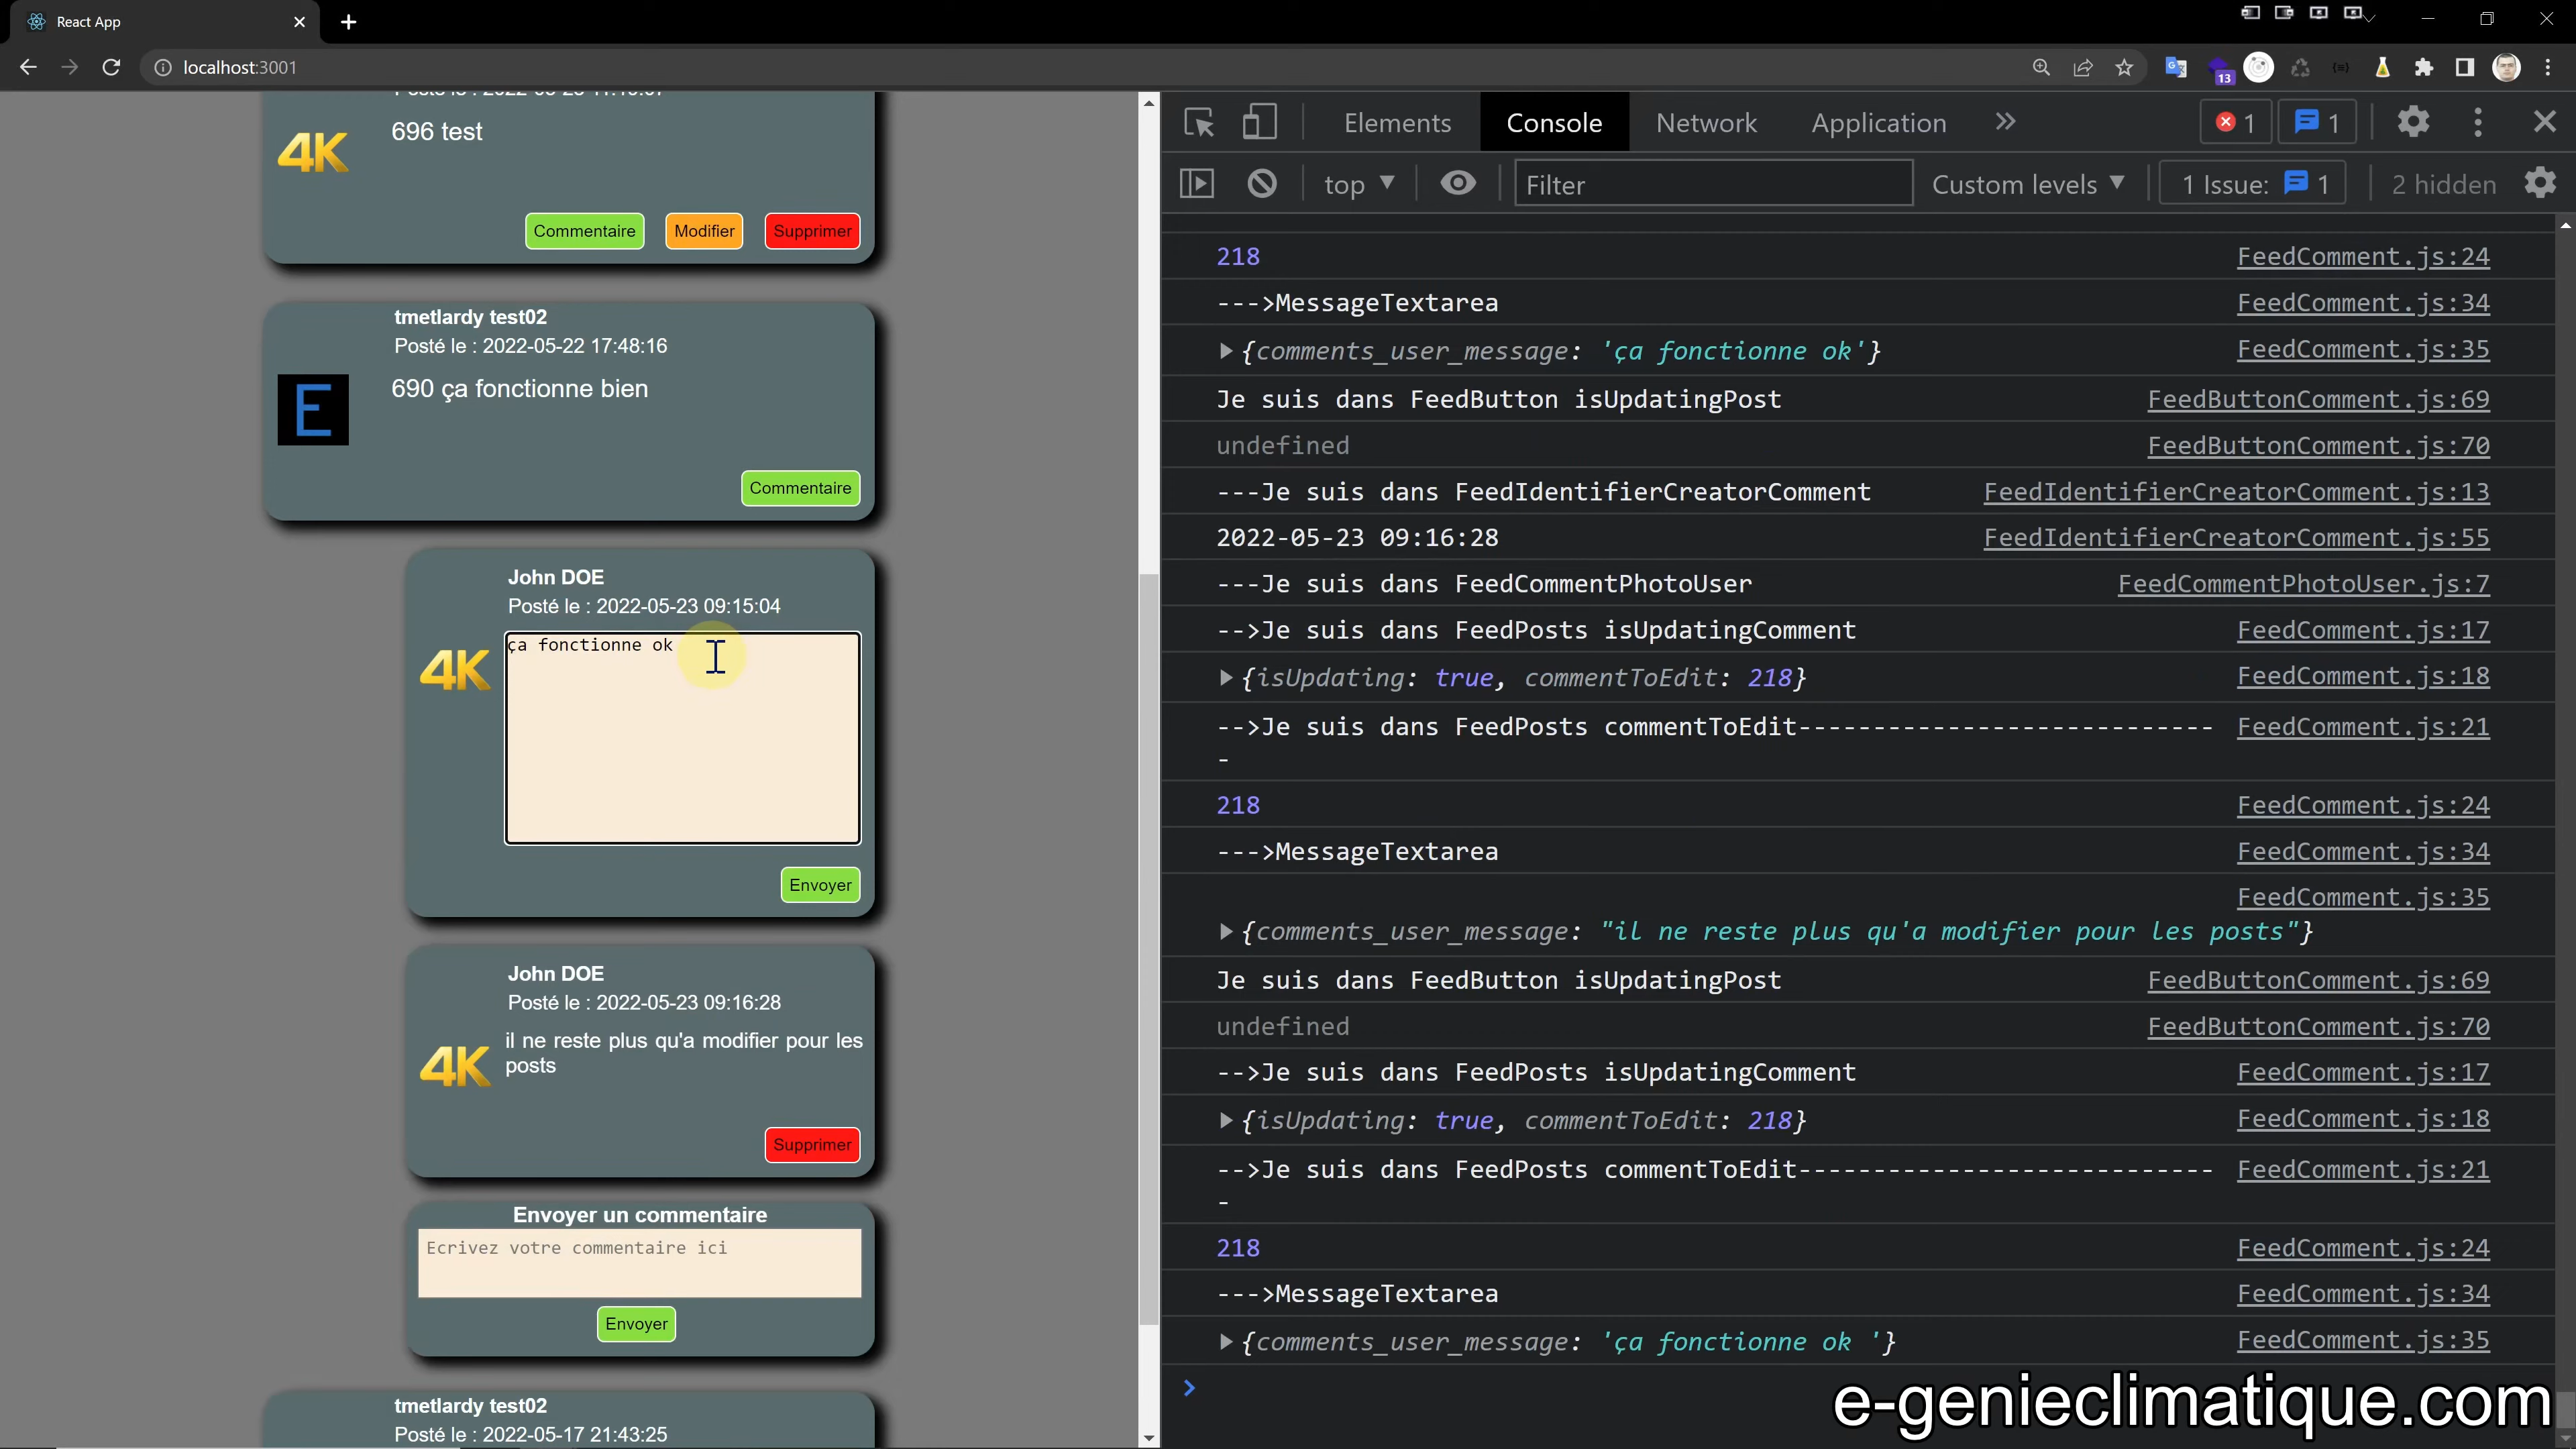 React App
localhost:3001
13
696 test
Commentaire
Modifier
Supprimer
4K
tmetlardy test02
Posté le : 2022-05-22 17:48:16
690 ça fonctionne bien
E
Commentaire
John DOE
Posté le : 2022-05-23 09:15:04
ça fonctionne ok
4K
Envoyer
John DOE
Posté le : 2022-05-23 09:16:28
il ne reste plus qu'a modifier pour les
posts
4K
Supprimer
Envoyer un commentaire
Ecrivez votre commentaire ici
Envoyer
tmetlardy test02
Posté le : 2022-05-17 21:43:25
Elements Console Network Application » 1 1
top Filter Custom levels 1 Issue: 1 2 hidden
218 FeedComment.js:24
--->MessageTextarea FeedComment.js:34
{comments_user_message: 'ça fonctionne ok'} FeedComment.js:35
Je suis dans FeedButton isUpdatingPost FeedButtonComment.js:69
undefined FeedButtonComment.js:70
---Je suis dans FeedIdentifierCreatorComment FeedIdentifierCreatorComment.js:13
2022-05-23 09:16:28 FeedIdentifierCreatorComment.js:55
---Je suis dans FeedCommentPhotoUser FeedCommentPhotoUser.js:7
-->Je suis dans FeedPosts isUpdatingComment FeedComment.js:17
{isUpdating: true, commentToEdit: 218} FeedComment.js:18
-->Je suis dans FeedPosts commentToEdit---------------------------- FeedComment.js:21
-
218 FeedComment.js:24
--->MessageTextarea FeedComment.js:34
FeedComment.js:35
{comments_user_message: "il ne reste plus qu'a modifier pour les posts"}
Je suis dans FeedButton isUpdatingPost FeedButtonComment.js:69
undefined FeedButtonComment.js:70
-->Je suis dans FeedPosts isUpdatingComment FeedComment.js:17
{isUpdating: true, commentToEdit: 218} FeedComment.js:18
-->Je suis dans FeedPosts commentToEdit---------------------------- FeedComment.js:21
-
218 FeedComment.js:24
--->MessageTextarea FeedComment.js:34
{comments_user_message: 'ça fonctionne ok '} FeedComment.js:35
e-genieclimatique.com